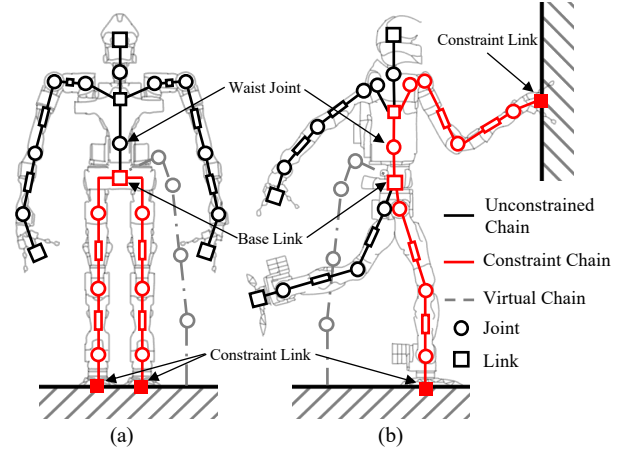 Constraint Link
Waist Joint
Base Link
Unconstrained
Chain
Constraint Chain
Virtual Chain
Joint
Link
Constraint Link
(a)
(b)